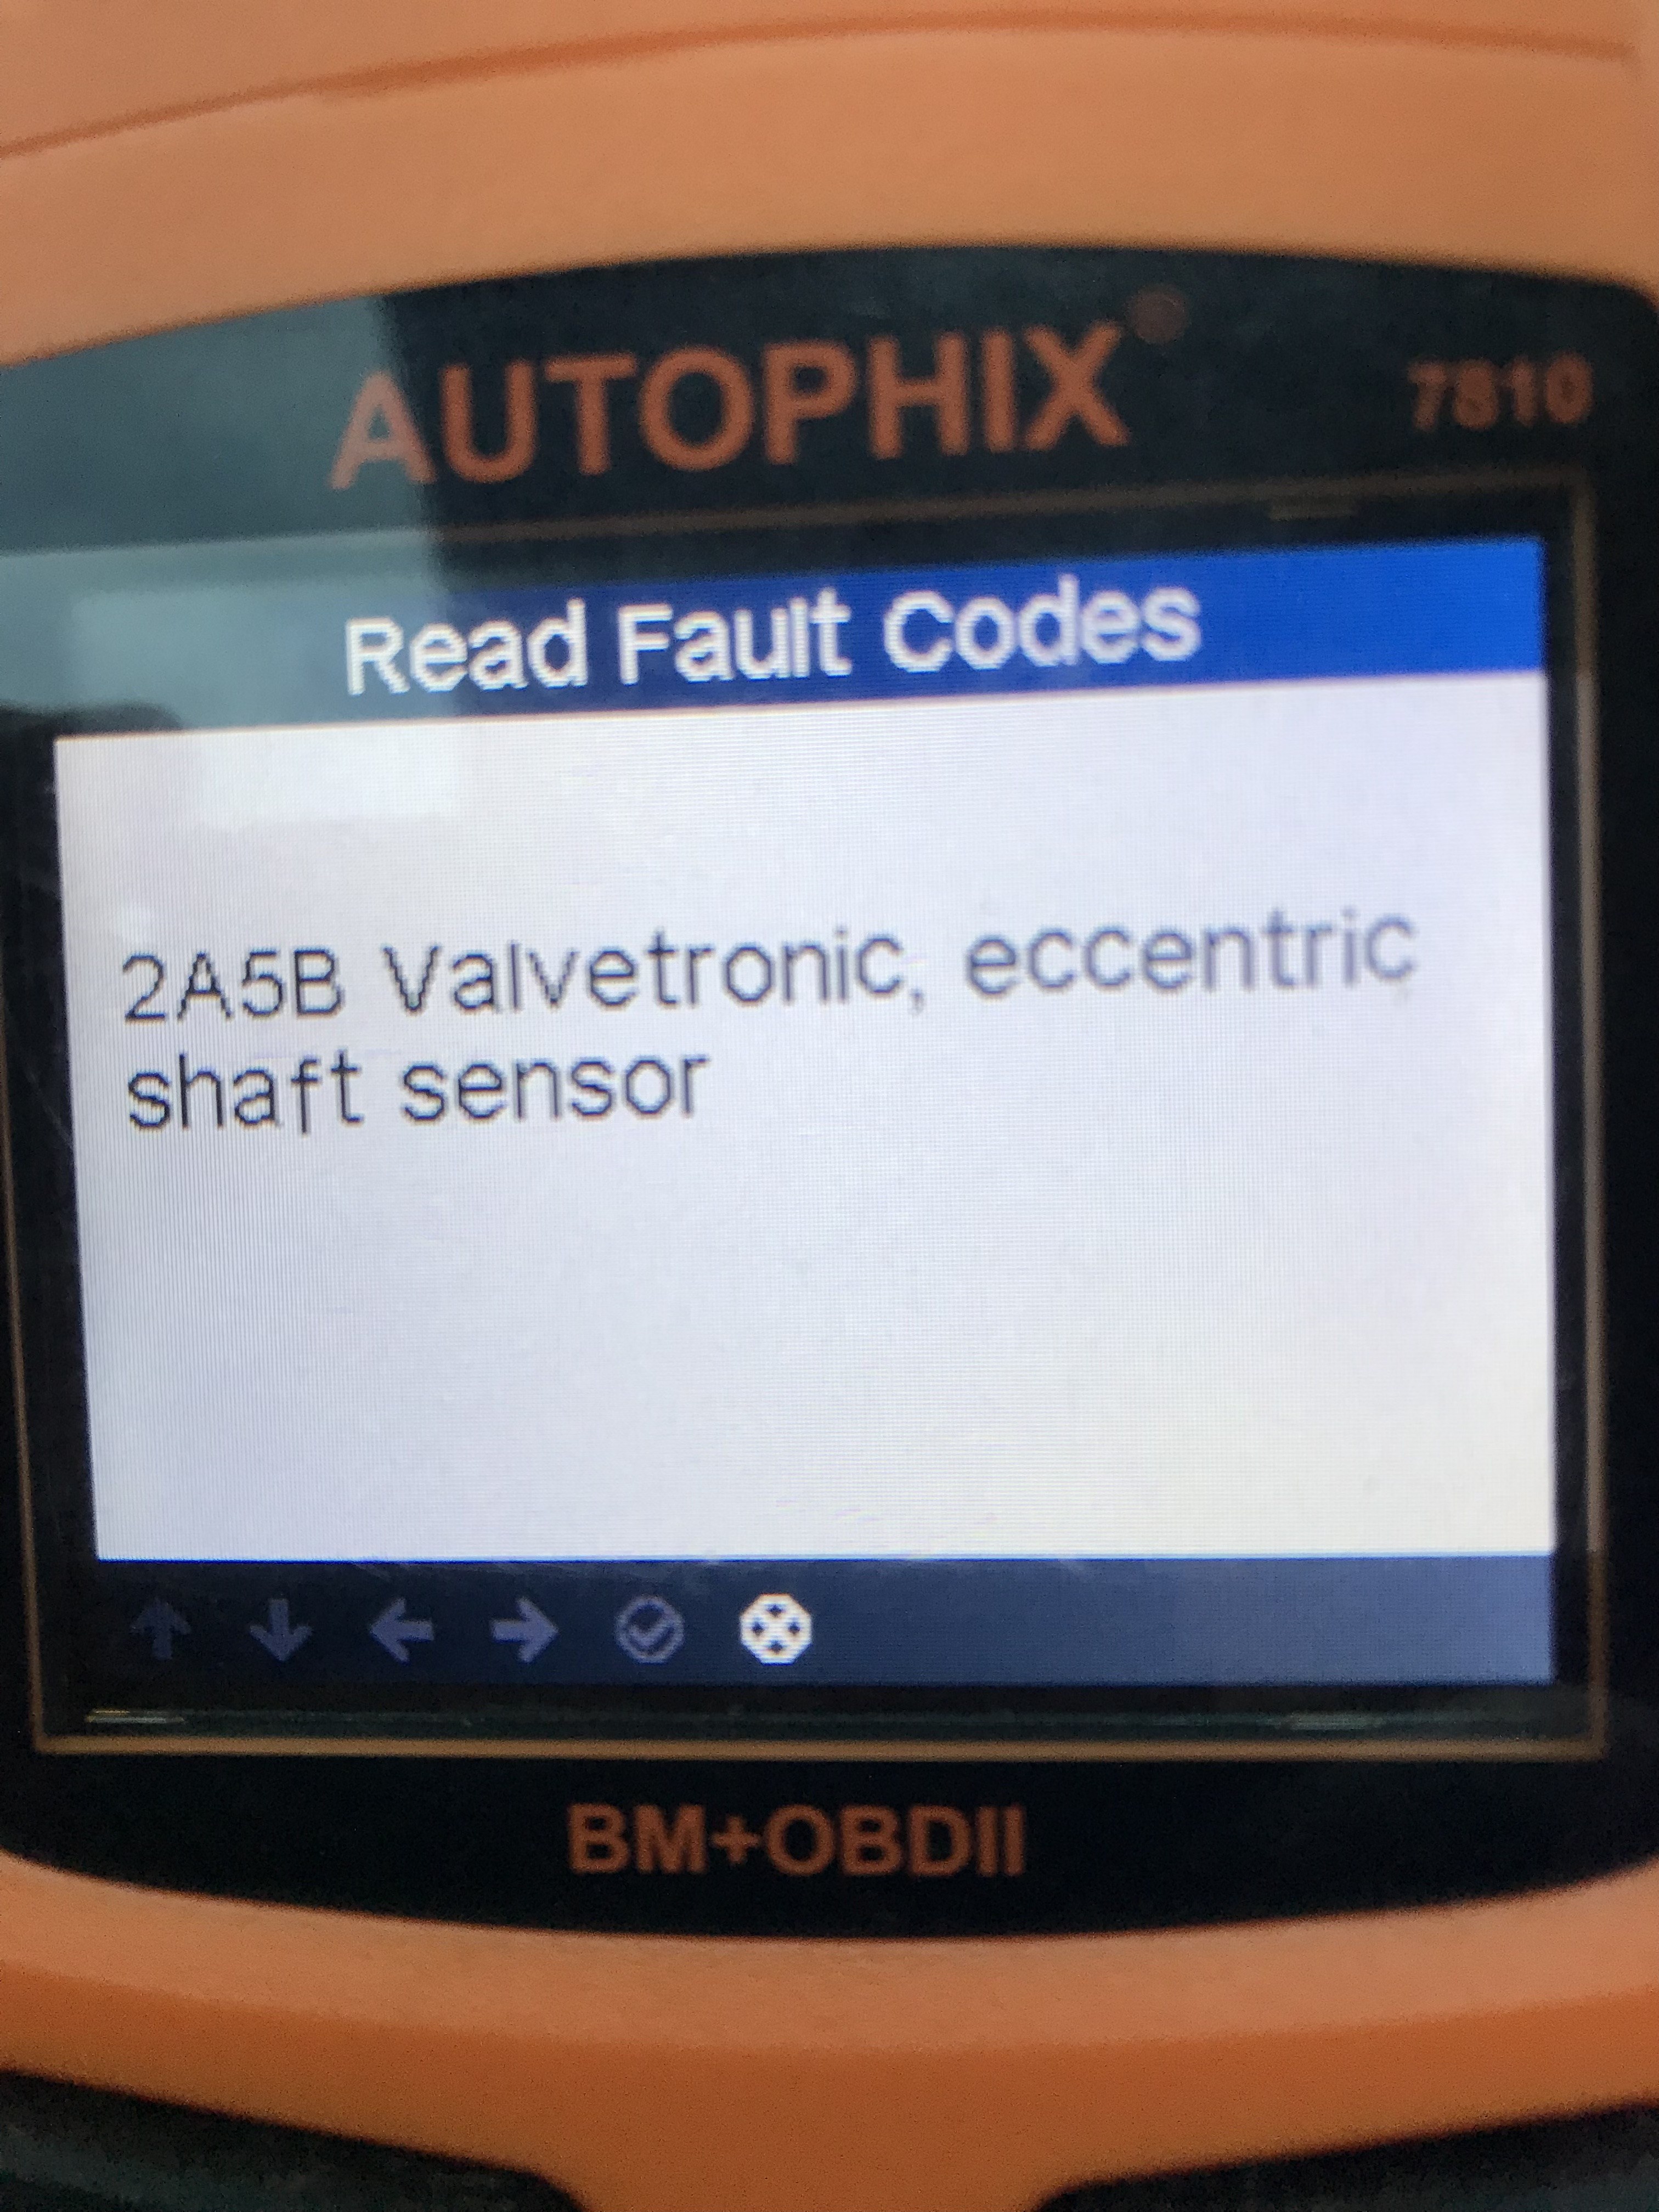 AUTOPHIX
7810
Read Fault Codes
2A5B Valvetronic, eccentric
shaft sensor
BM+OBDII